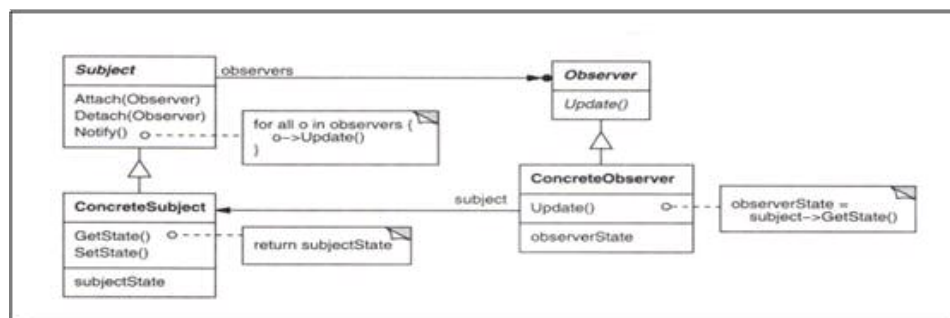 Subject
observers
Observer
Attach(Observer)
Detach(Observer)
Notify()
for all o in observers {
o->Update()
}
Update()
ConcreteSubject
GetState()
SetState()
subjectState
return subjectState
subject
ConcreteObserver
Update()
observerState
observerState =
subject->GetState()